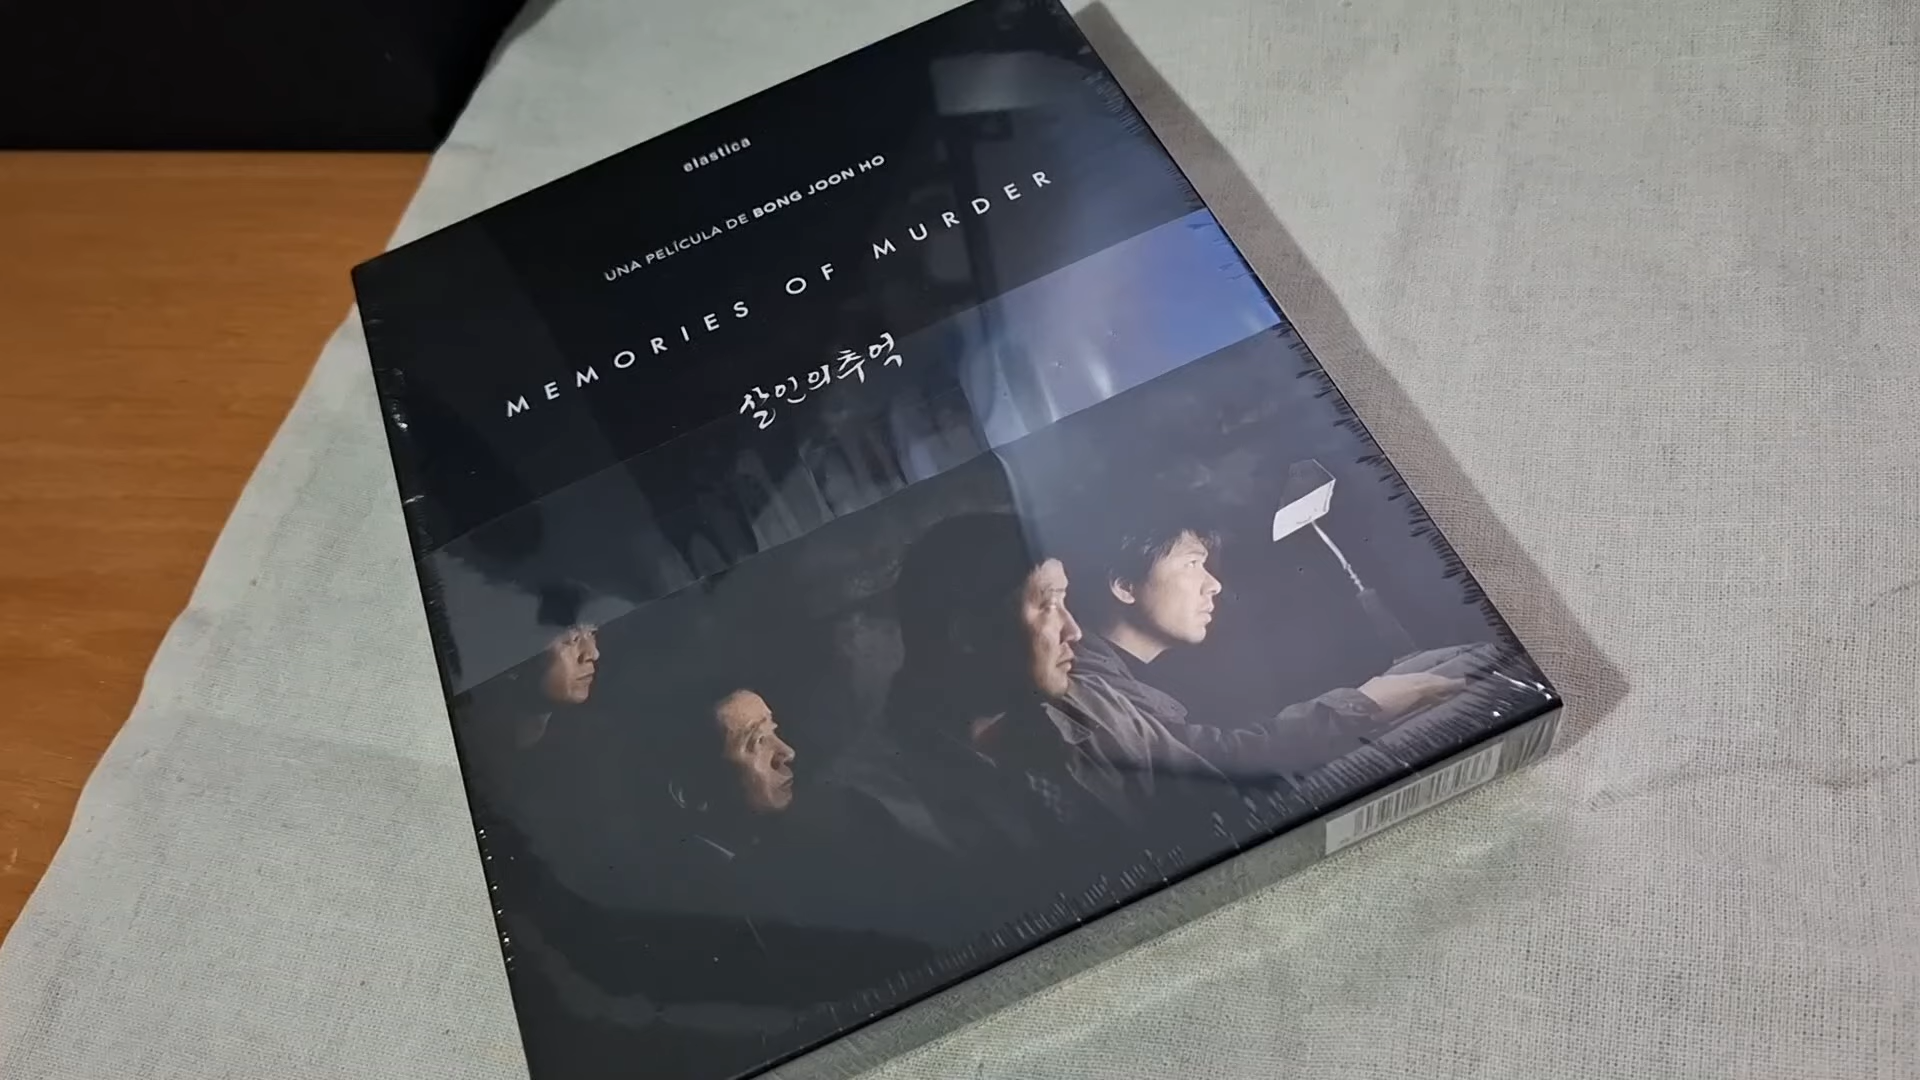 elastica
UNA PELÍCULA DE BONG JOON HO
MEMORIES OF MURDER
살인의추억